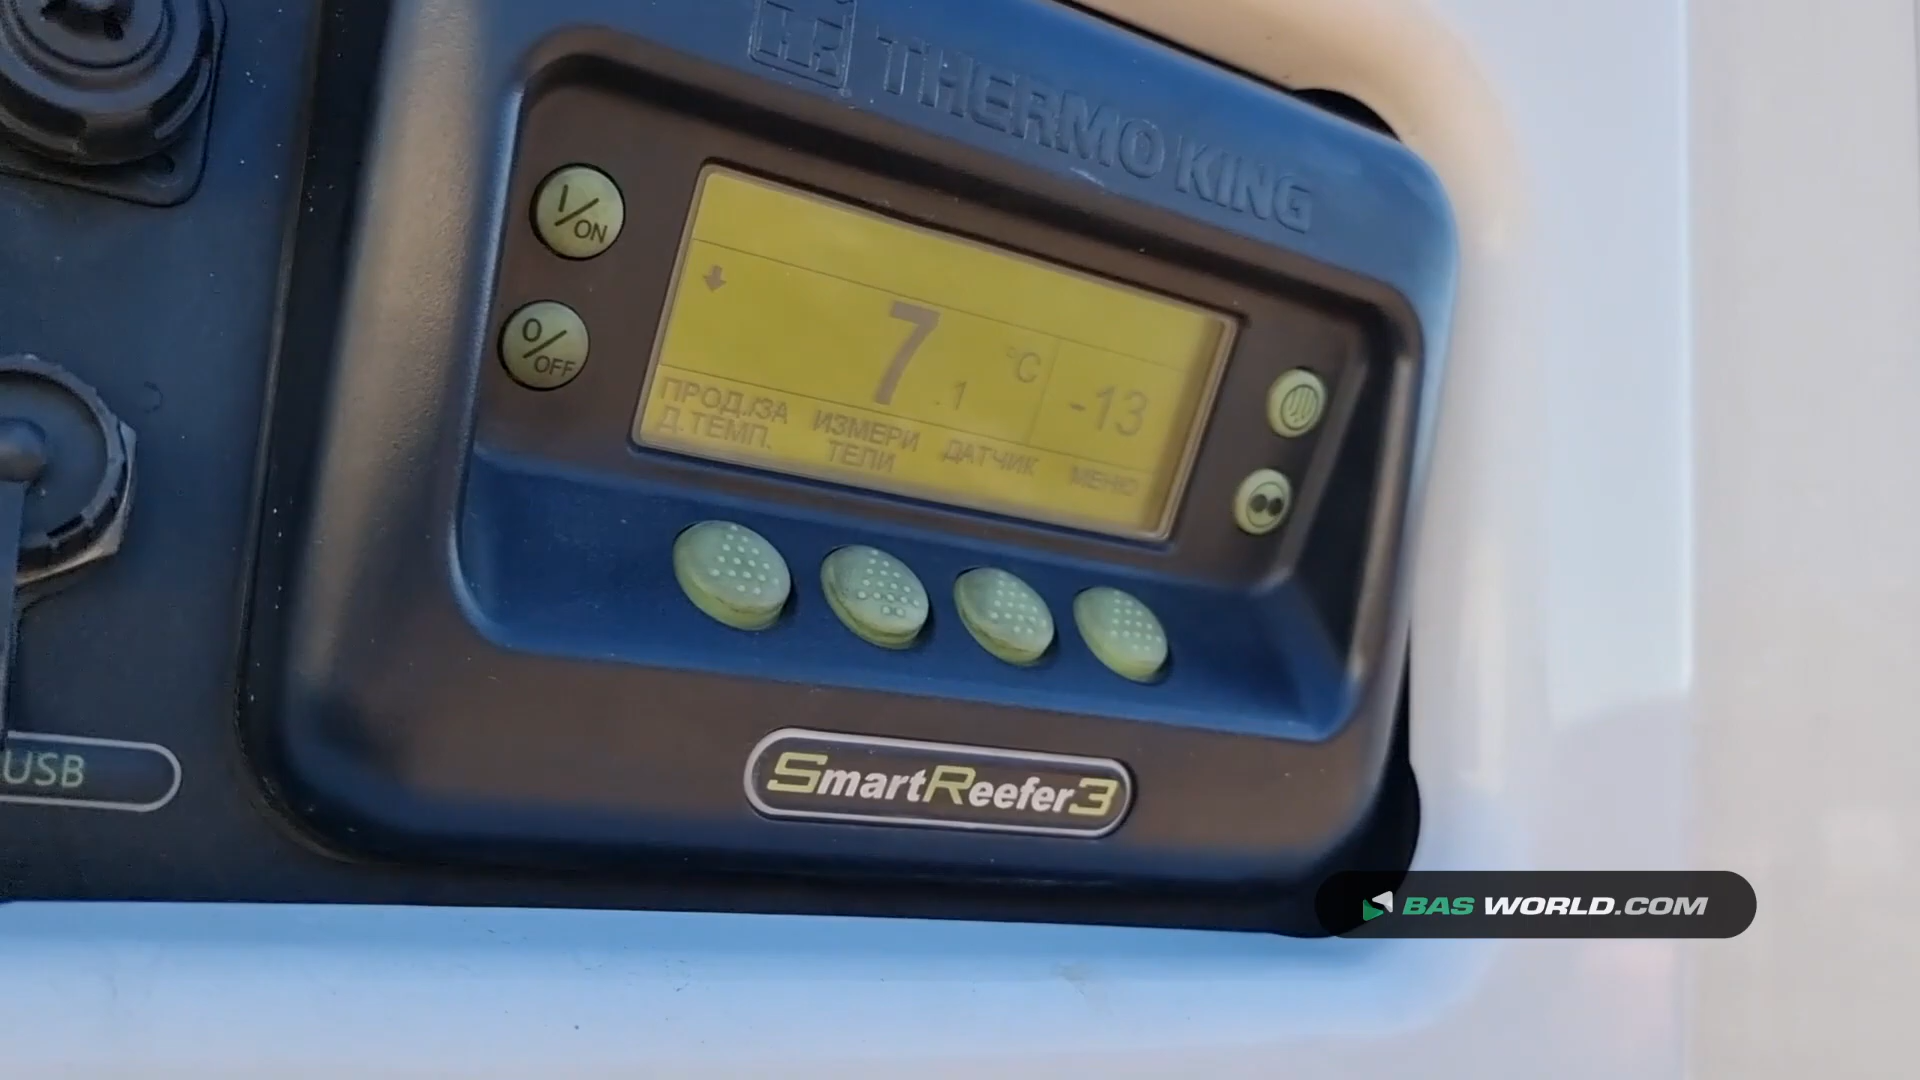 THERMO KING
I/ON
0/OFF
7.1 °C
-13
ПРОД./ЗА
Д.ТЕМП.
ИЗМЕРИ
ТЕЛИ
ДАТЧИК
МЕНЮ
SmartReefer3
USB
BAS WORLD.COM